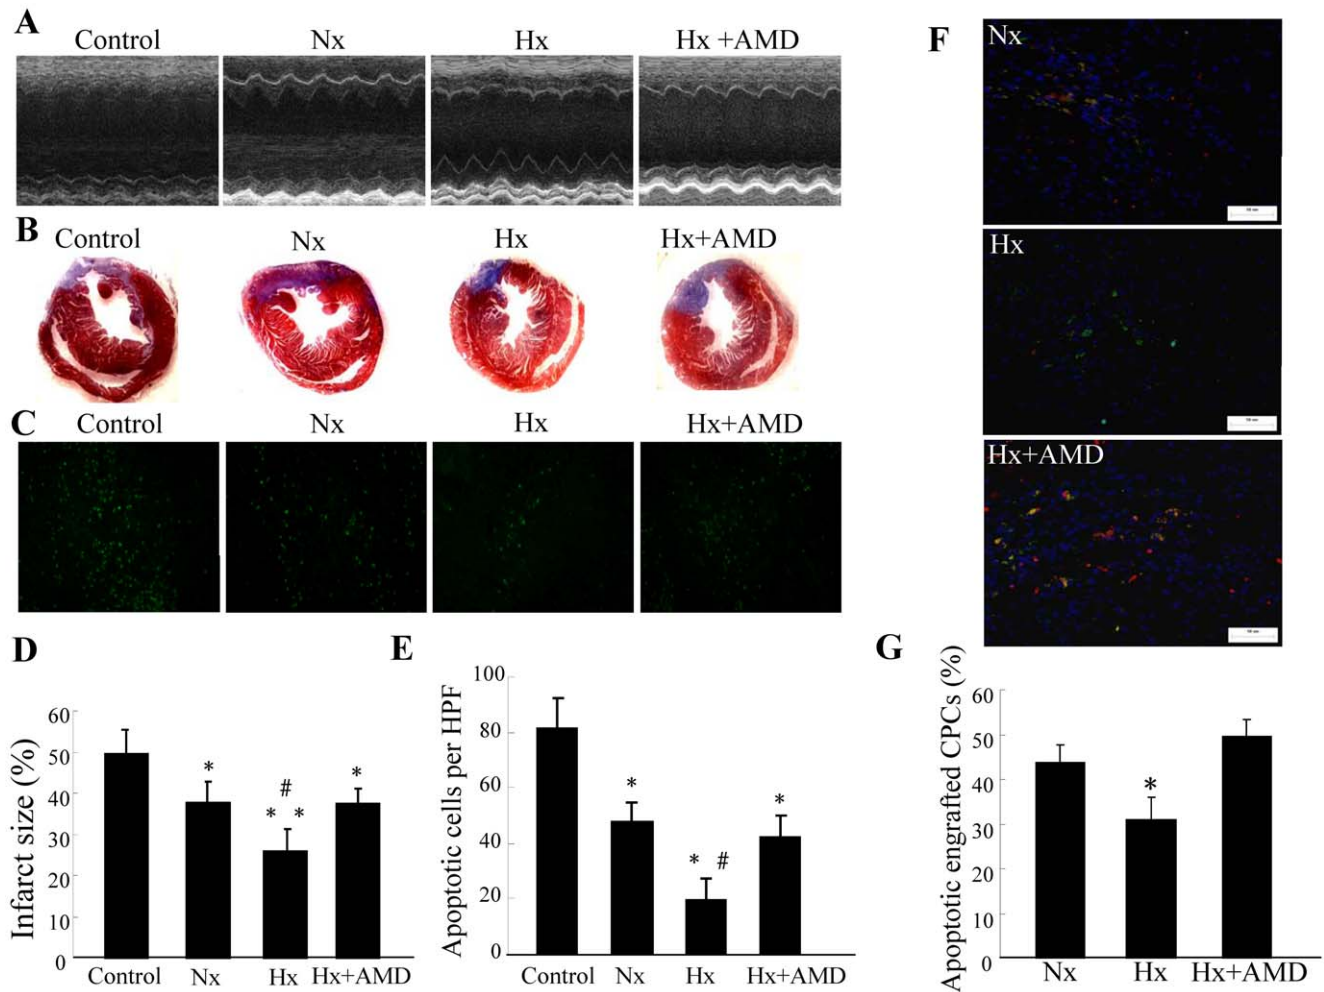 A
Control Nx Hx Hx +AMD
B
Control Nx Hx Hx+AMD
C
Control Nx Hx Hx+AMD
D
Infarct size (%)
60
50
40
30
20
10
0
*
#
* *
*
Control Nx Hx Hx+AMD
E
Apoptotic cells per HPF
100
80
60
40
20
0
*
* #
*
Control Nx Hx Hx+AMD
F
Nx
Hx
Hx+AMD
G
Apoptotic engrafted CPCs (%)
60
50
40
30
20
10
0
*
Nx Hx Hx+AMD